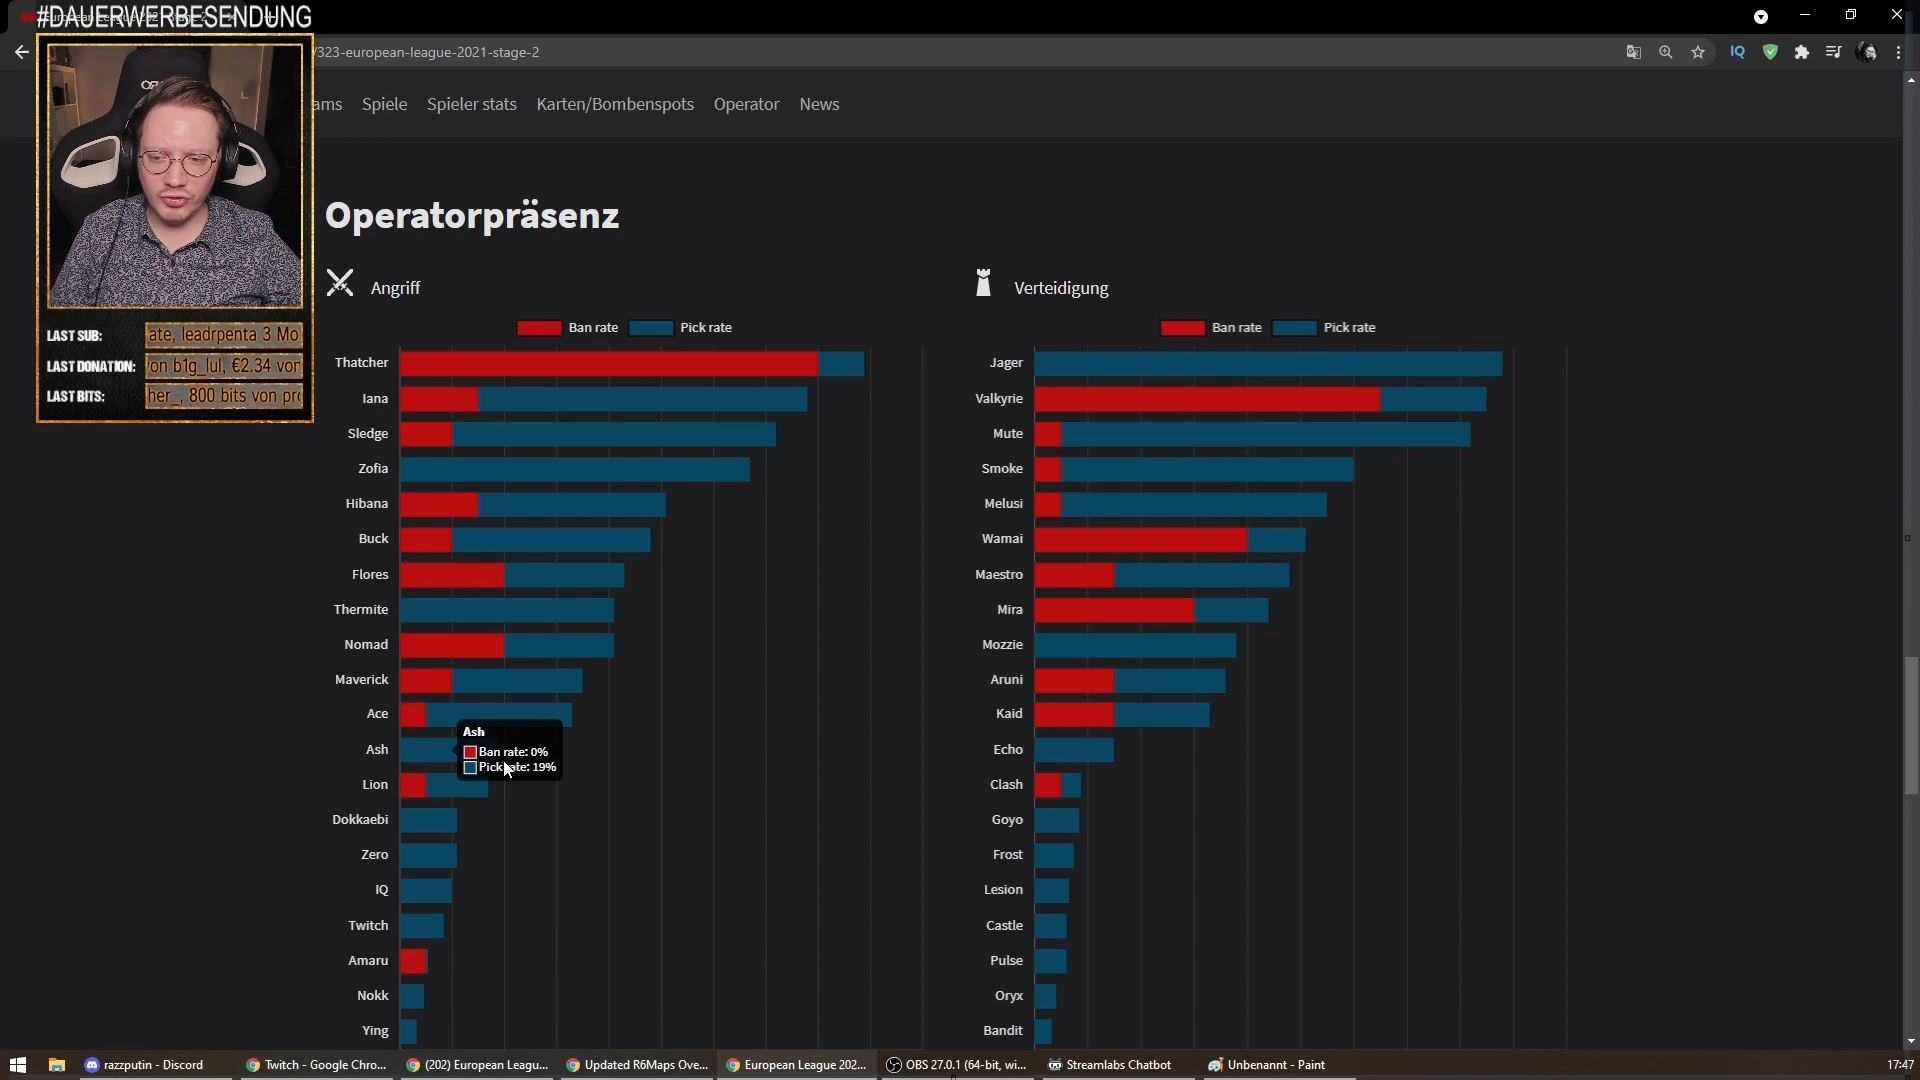 #DAUERWERBESENDUNG
/323-european-league-2021-stage-2
IQ
ams
Spiele
Spieler stats
Karten/Bombenspots
Operator
News
LAST SUB:
ate, leadrpenta 3 Mo
LAST DONATION:
von b1g_lul, €2.34 von
LAST BITS:
her_, 800 bits von pr
Operatorpräsenz
Angriff
Ban rate
Pick rate
Thatcher
Iana
Sledge
Zofia
Hibana
Buck
Flores
Thermite
Nomad
Maverick
Ace
Ash
Lion
Dokkaebi
Zero
IQ
Twitch
Amaru
Nokk
Ying
Ash
Ban rate: 0%
Pick rate: 19%
Verteidigung
Ban rate
Pick rate
Jager
Valkyrie
Mute
Smoke
Melusi
Wamai
Maestro
Mira
Mozzie
Aruni
Kaid
Echo
Clash
Goyo
Frost
Lesion
Castle
Pulse
Oryx
Bandit
razzputin - Discord
Twitch - Google Chro...
(202) European Leagu...
Updated R6Maps Ove...
European League 202...
OBS 27.0.1 (64-bit, wi...
Streamlabs Chatbot
Unbenannt - Paint
17:47